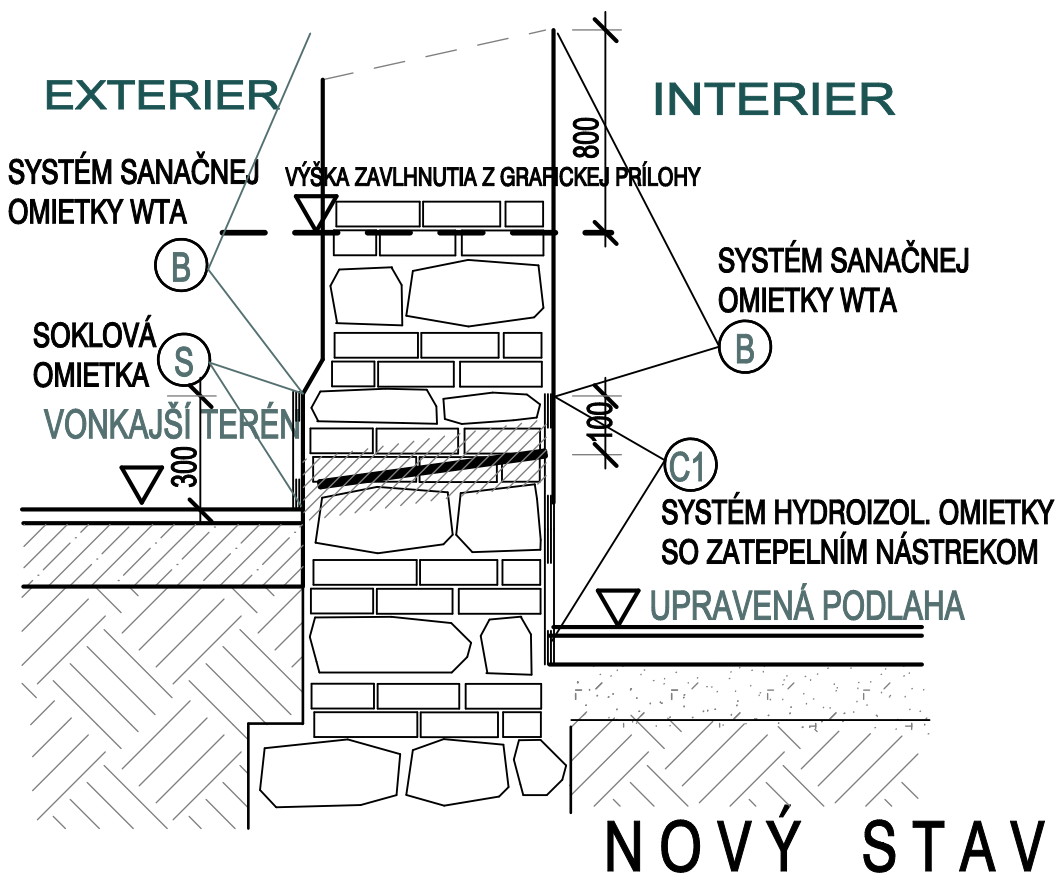 EXTERIER
INTERIER
800
SYSTÉM SANAČNEJ
OMIETKY WTA
VÝŠKA ZAVLHNUTIA Z GRAFICKEJ PRÍLOHY
B
SYSTÉM SANAČNEJ
OMIETKY WTA
B
SOKLOVÁ
OMIETKA
S
VONKAJŠÍ TERÉN
300
100
C1
SYSTÉM HYDROIZOL. OMIETKY
SO ZATEPELNÍM NÁSTREKOM
UPRAVENÁ PODLAHA
NOVÝ STAV